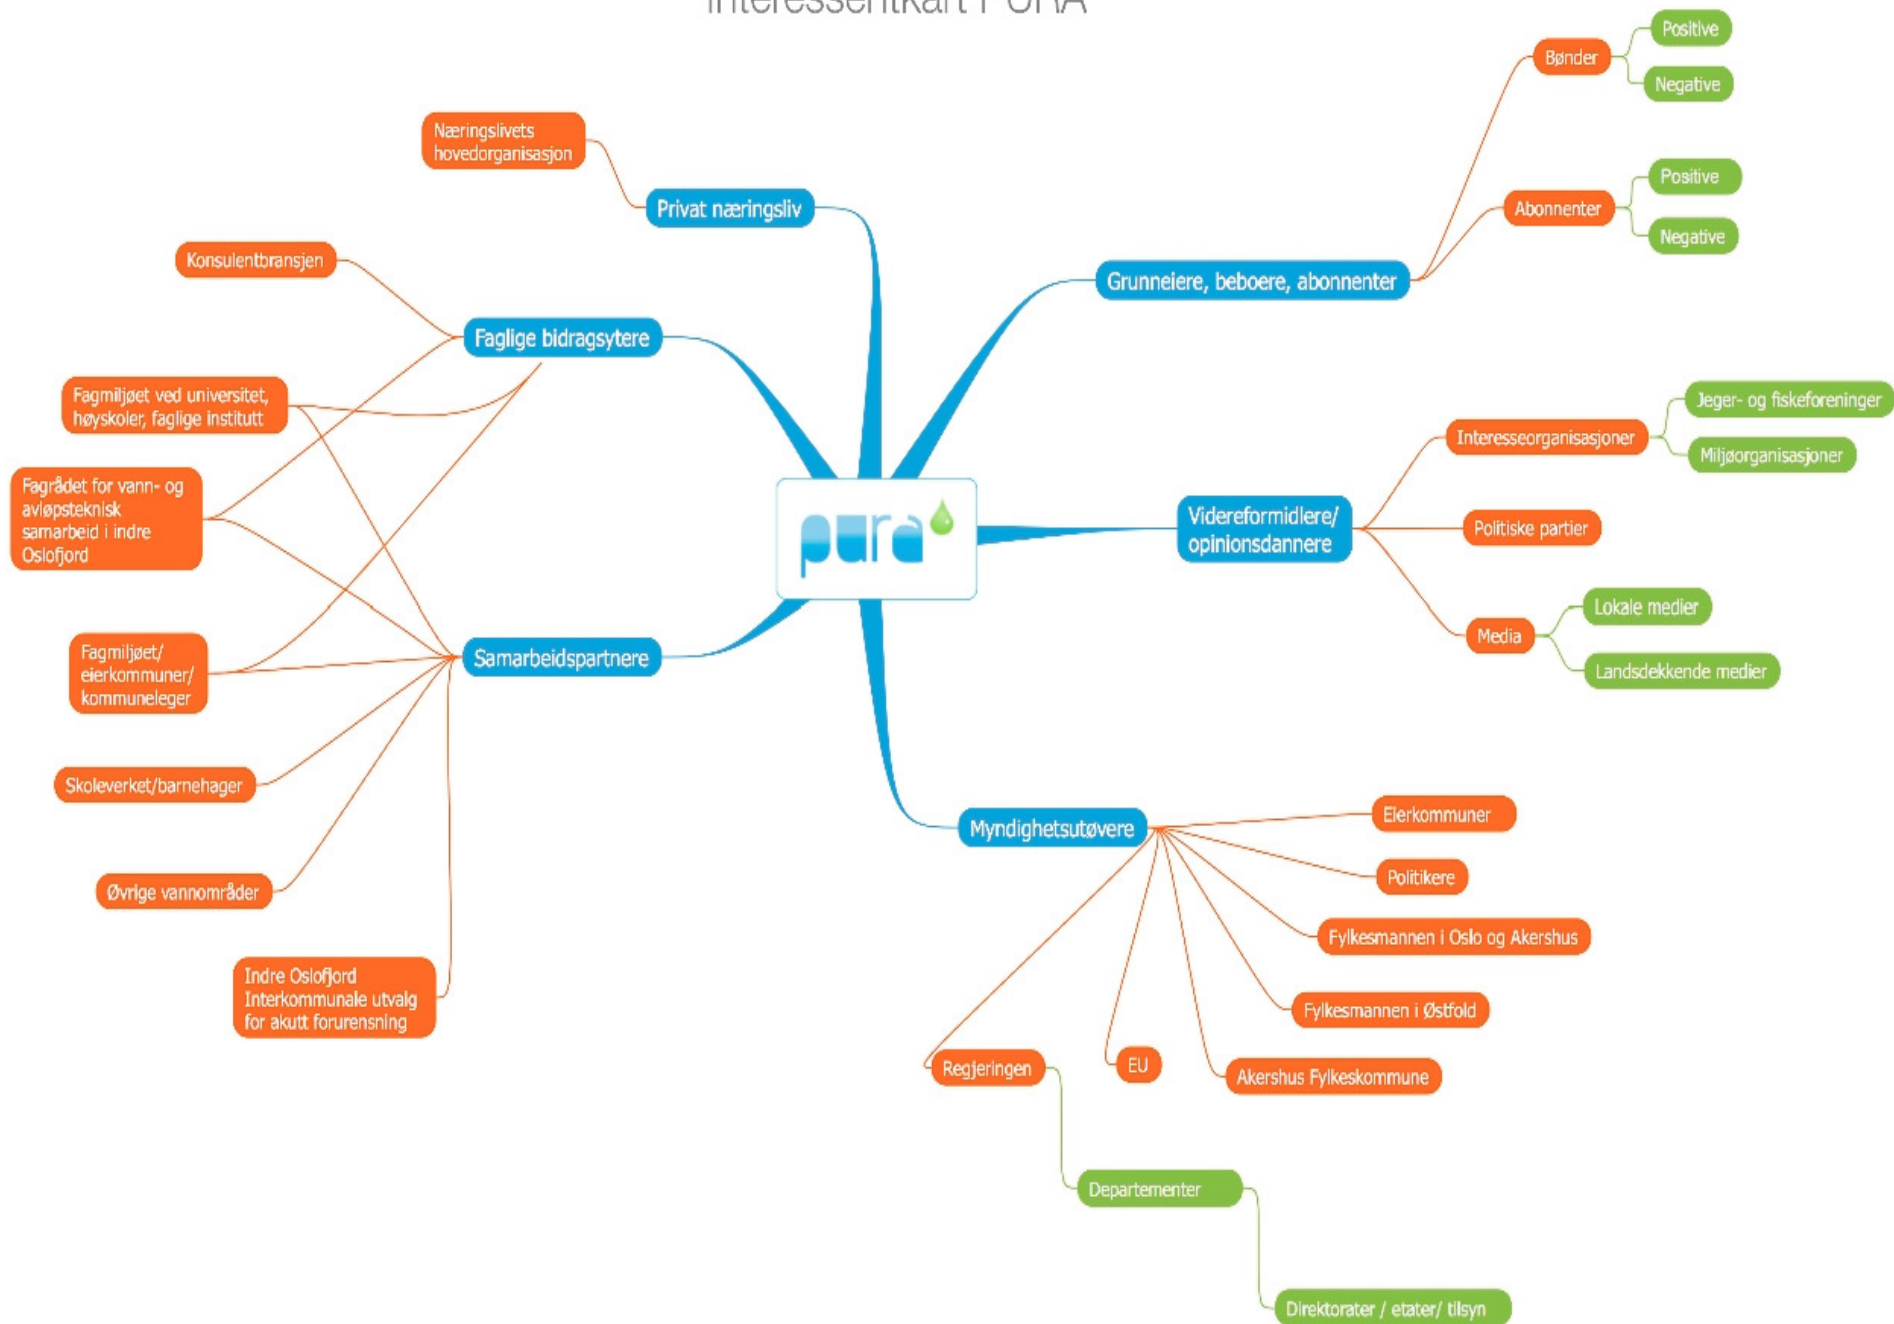 Interessentkart PURA
Næringslivets
hovedorganisasjon
Privat næringsliv
Konsulentbransjen
Faglige bidragsytere
Fagmiljøet ved universitet,
høyskoler, faglige institutt
Fagrådet for vann- og
avløpsteknisk
samarbeid i indre
Oslofjord
Fagmiljøet/
eierkommuner/
kommuneleger
Samarbeidspartnere
Skoleverket/barnehager
Øvrige vannområder
Indre Oslofjord
Interkommunale utvalg
for akutt forurensning
pura
Bønder
Positive
Negative
Abonnenter
Positive
Negative
Grunneiere, beboere, abonnenter
Videreformidlere/
opinionsdannere
Interesseorganisasjoner
Jeger- og fiskeforeninger
Miljøorganisasjoner
Politiske partier
Media
Lokale medier
Landsdekkende medier
Myndighetsutøvere
Eierkommuner
Politikere
Fylkesmannen i Oslo og Akershus
Fylkesmannen i Østfold
Akershus Fylkeskommune
EU
Regjeringen
Departementer
Direktorater / etater/ tilsyn